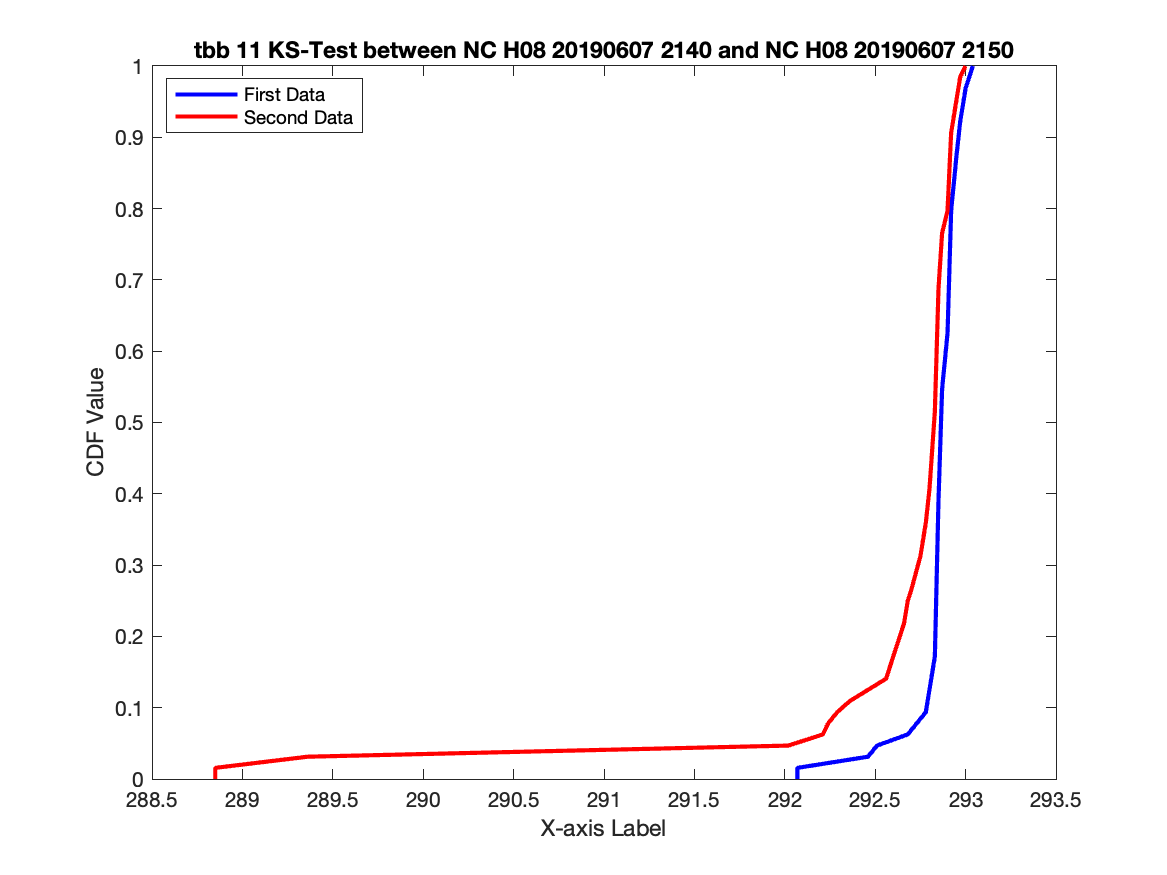 tbb 11 KS-Test between NC H08 20190607 2140 and NC H08 20190607 2150
First Data
Second Data
1
0.9
0.8
0.7
0.6
0.5
0.4
0.3
0.2
0.1
0
CDF Value
288.5 289 289.5 290 290.5 291 291.5 292 292.5 293 293.5
X-axis Label